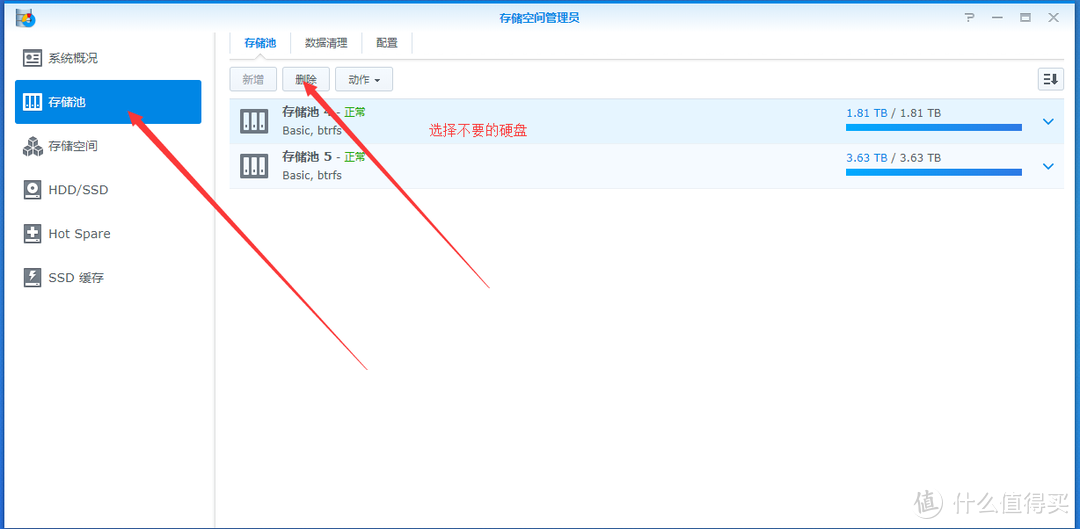 存储空间管理员
系统概况
存储池
存储空间
HDD/SSD
Hot Spare
SSD 缓存
存储池 数据清理 配置
新增 删除 动作
存储池 4 - 正常
Basic, btrfs
选择不要的硬盘
1.81 TB / 1.81 TB
存储池 5 - 正常
Basic, btrfs
3.63 TB / 3.63 TB
值 什么值得买